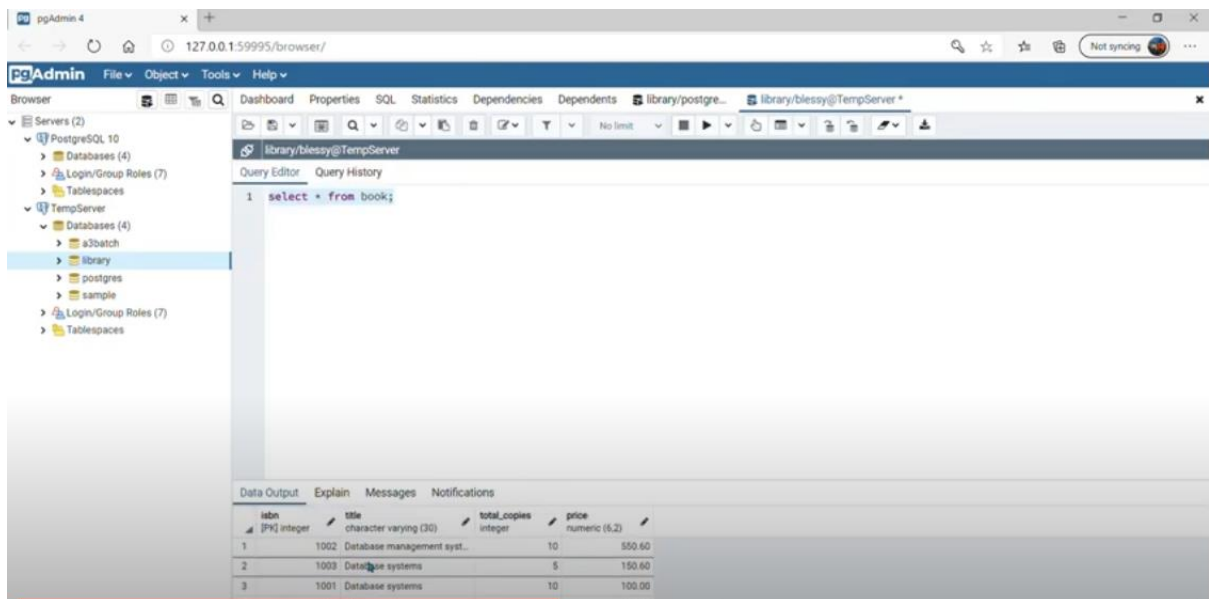 pgAdmin 4
127.0.0.1:59995/browser/
Not syncing
pgAdmin File Object Tools Help
Browser
Dashboard Properties SQL Statistics Dependencies Dependents library/postgre... library/blessy@TempServer *
Servers (2)
PostgreSQL 10
Databases (4)
Login/Group Roles (7)
Tablespaces
TempServer
Databases (4)
a3batch
library
postgres
sample
Login/Group Roles (7)
Tablespaces
No limit
library/blessy@TempServer
Query Editor Query History
1 select * from book;
Data Output Explain Messages Notifications
isbn title total_copies price
[PK] integer character varying (30) integer numeric (6,2)
1 1002 Database management syst... 10 550.60
2 1003 Database systems 5 150.60
3 1001 Database systems 10 100.00